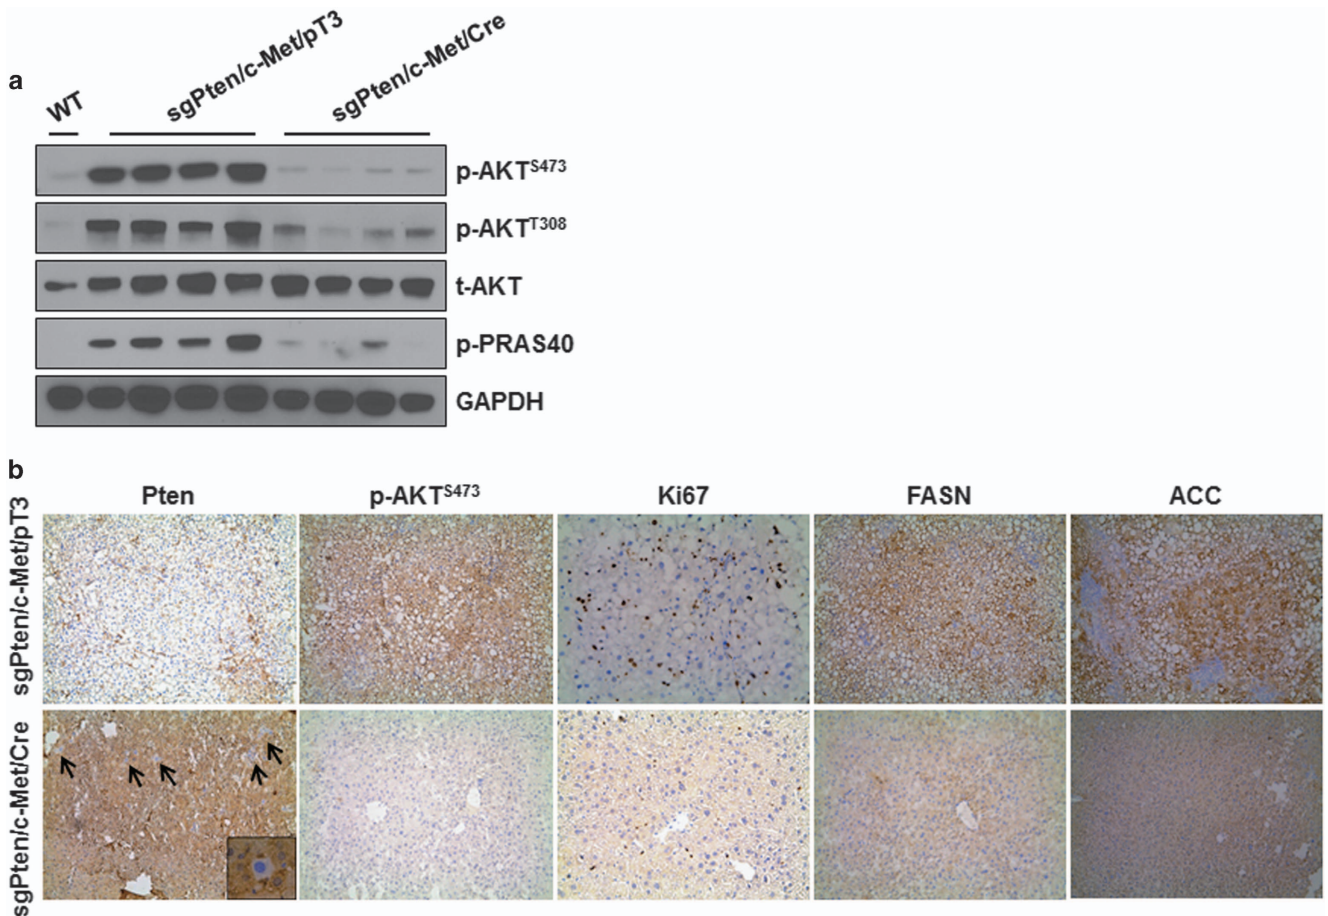 a
WT
sgPten/c-Met/pT3
sgPten/c-Met/Cre
p-AKTS473
p-AKTT308
t-AKT
p-PRAS40
GAPDH
b
Pten p-AKTS473 Ki67 FASN ACC
sgPten/c-Met/pT3
sgPten/c-Met/Cre